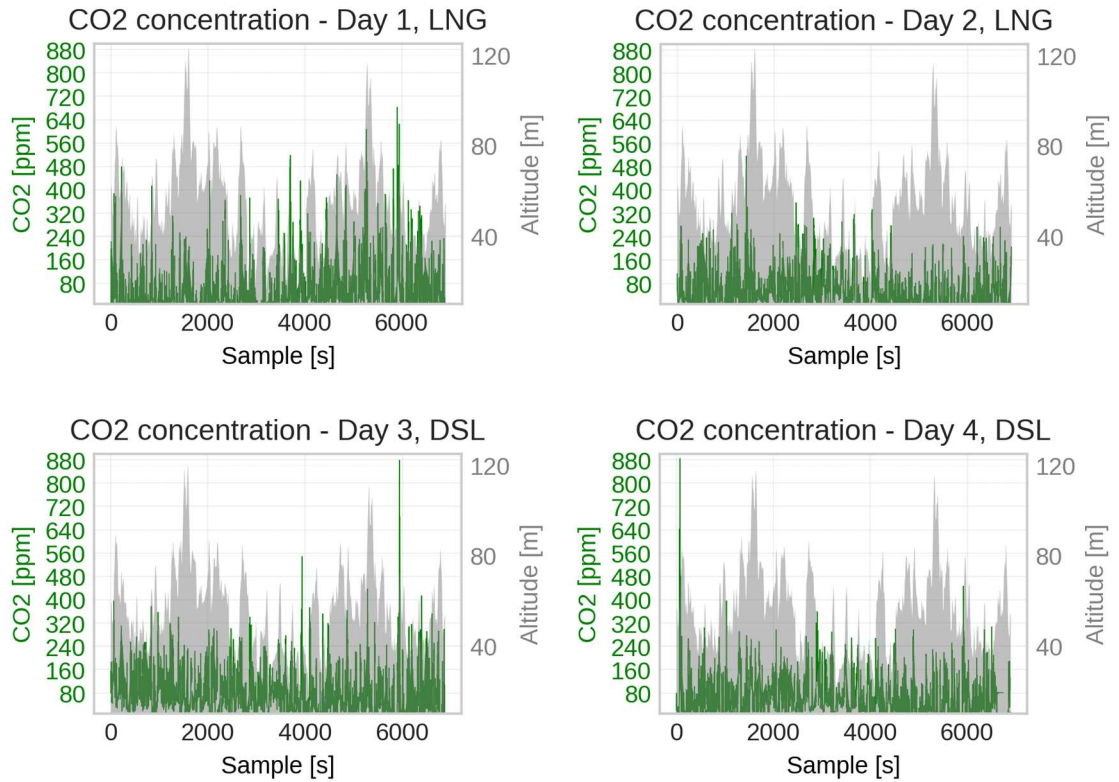 CO2 concentration - Day 1, LNG
880
800
720
640
560
480
400
320
240
160
80
CO2 [ppm]
120
80
40
Altitude [m]
0 2000 4000 6000
Sample [s]
CO2 concentration - Day 2, LNG
880
800
720
640
560
480
400
320
240
160
80
CO2 [ppm]
120
80
40
Altitude [m]
0 2000 4000 6000
Sample [s]
CO2 concentration - Day 3, DSL
880
800
720
640
560
480
400
320
240
160
80
CO2 [ppm]
120
80
40
Altitude [m]
0 2000 4000 6000
Sample [s]
CO2 concentration - Day 4, DSL
880
800
720
640
560
480
400
320
240
160
80
CO2 [ppm]
120
80
40
Altitude [m]
0 2000 4000 6000
Sample [s]